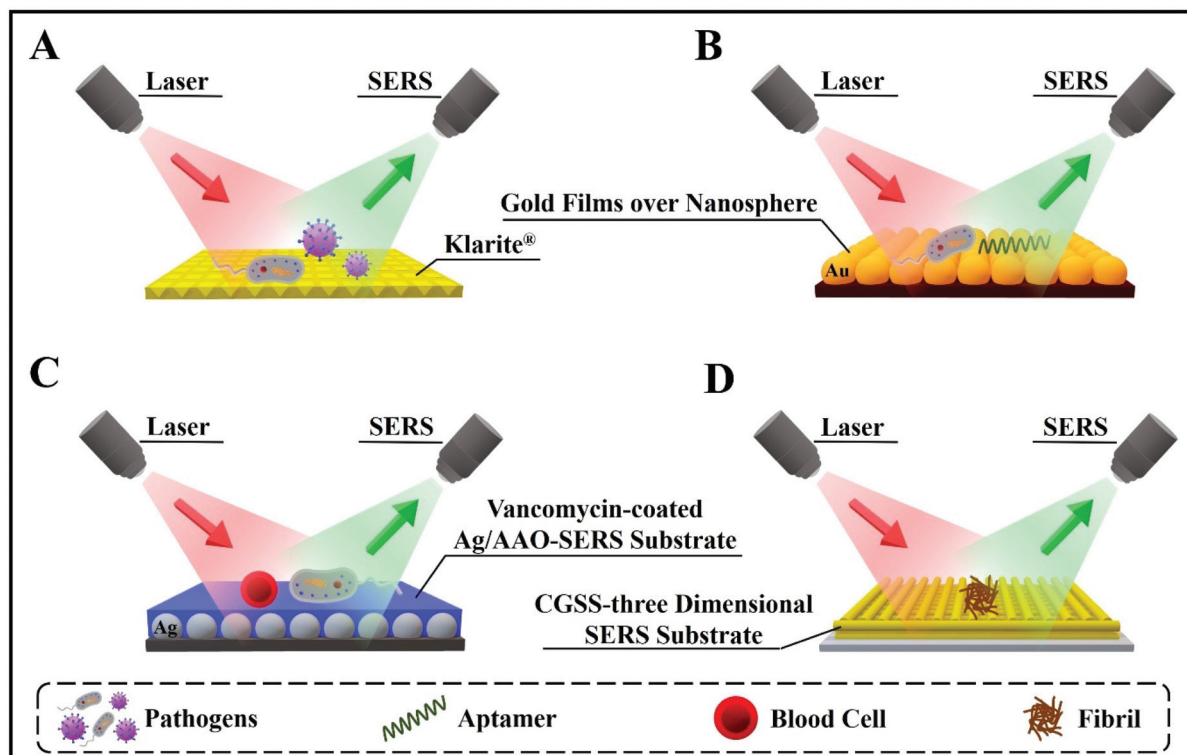 A
Laser
SERS
Klarite®
B
Laser
SERS
Gold Films over Nanosphere
Au
C
Laser
SERS
Vancomycin-coated
Ag/AAO-SERS Substrate
Ag
D
Laser
SERS
CGSS-three Dimensional
SERS Substrate
Pathogens
Aptamer
Blood Cell
Fibril